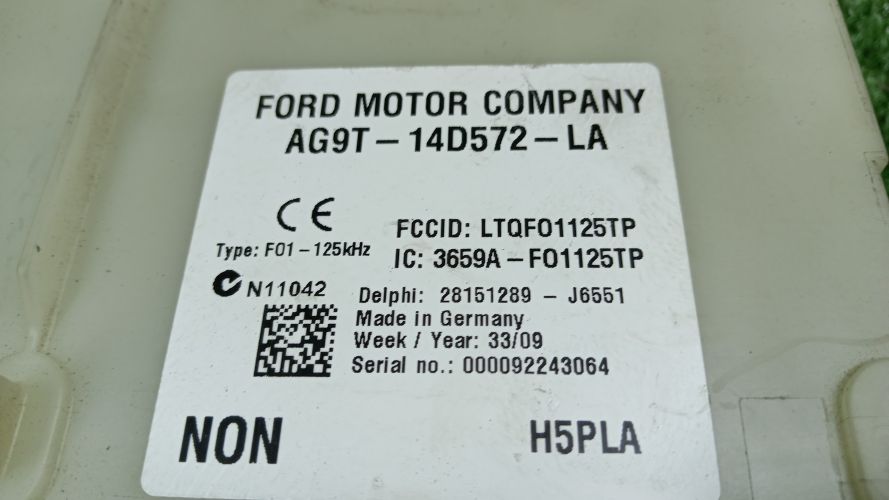 FORD MOTOR COMPANY
AG9T-14D572-LA
CE
FCCID: LTQFO1125TP
Type: FO1-125kHz
IC: 3659A-FO1125TP
N11042
Delphi: 28151289 - J6551
Made in Germany
Week / Year: 33/09
Serial no.: 000092243064
NON
H5PLA